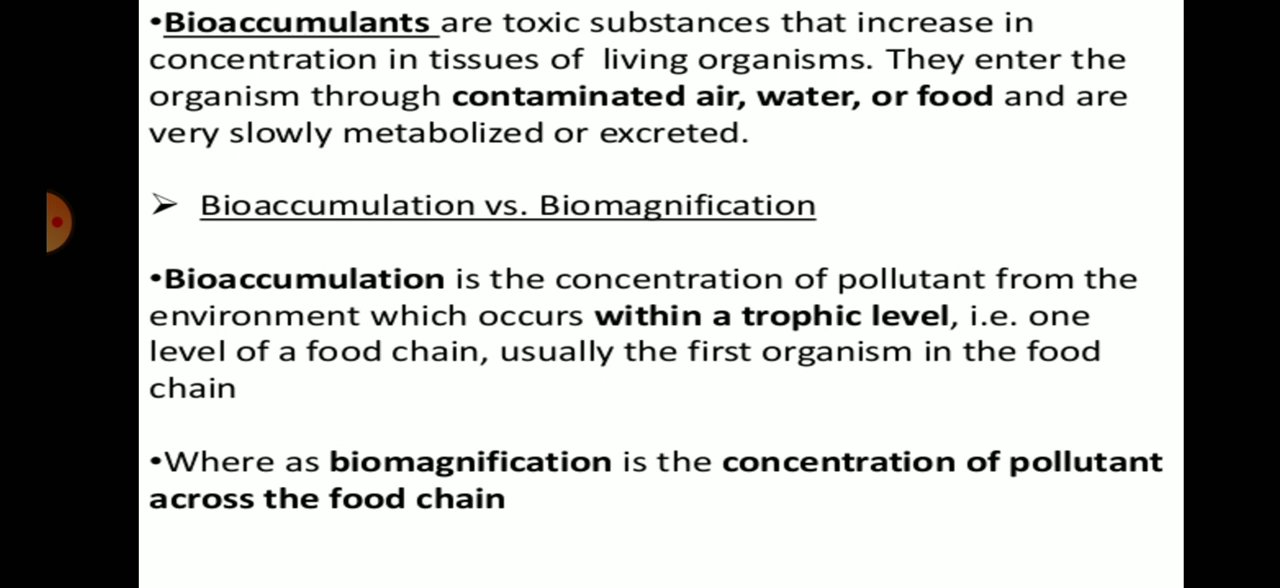 •Bioaccumulants are toxic substances that increase in
concentration in tissues of living organisms. They enter the
organism through contaminated air, water, or food and are
very slowly metabolized or excreted.
➢ Bioaccumulation vs. Biomagnification
•Bioaccumulation is the concentration of pollutant from the
environment which occurs within a trophic level, i.e. one
level of a food chain, usually the first organism in the food
chain
•Where as biomagnification is the concentration of pollutant
across the food chain